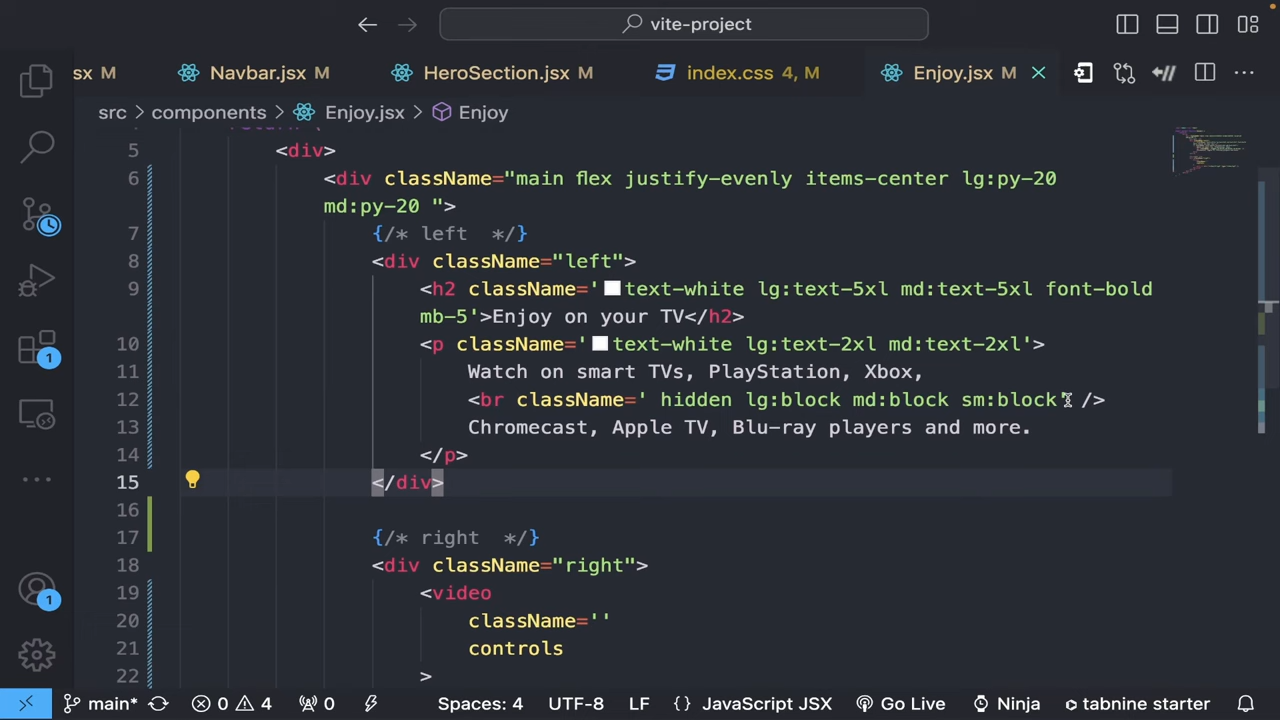 vite-project
sx M
Navbar.jsx M
HeroSection.jsx M
index.css 4, M
Enjoy.jsx M
src > components > Enjoy.jsx > Enjoy
5 <div>
6 <div className="main flex justify-evenly items-center lg:py-20
md:py-20 ">
7 {/* left  */}
8 <div className="left">
9 <h2 className='text-white lg:text-5xl md:text-5xl font-bold
mb-5'>Enjoy on your TV</h2>
10 <p className='text-white lg:text-2xl md:text-2xl'>
11 Watch on smart TVs, PlayStation, Xbox,
12 <br className=' hidden lg:block md:block sm:block' />
13 Chromecast, Apple TV, Blu-ray players and more.
14 </p>
15 </div>
16
17 {/* right  */}
18 <div className="right">
19 <video
20 className=''
21 controls
22 >
1
1
main* 0 4 0 Spaces: 4 UTF-8 LF {} JavaScript JSX Go Live Ninja tabnine starter